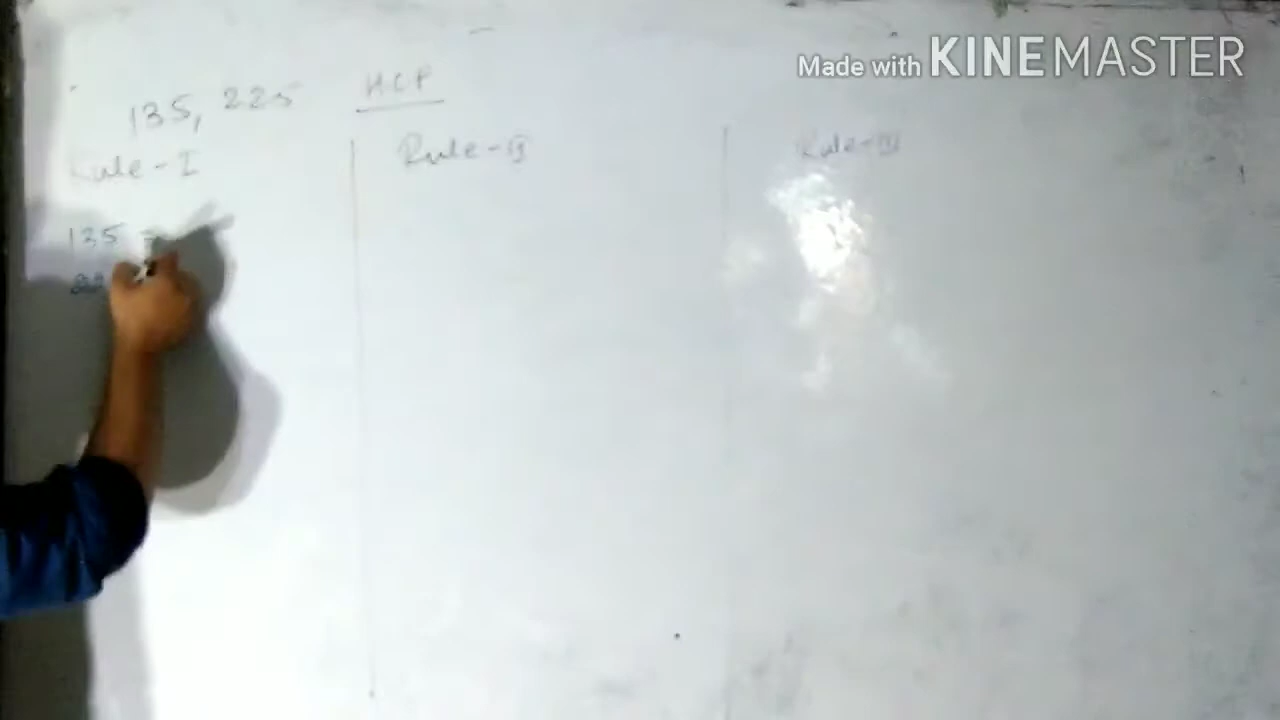 Made with KINEMASTER
135, 225 HCF
Rule-I
Rule-II
Rule-III
135 =